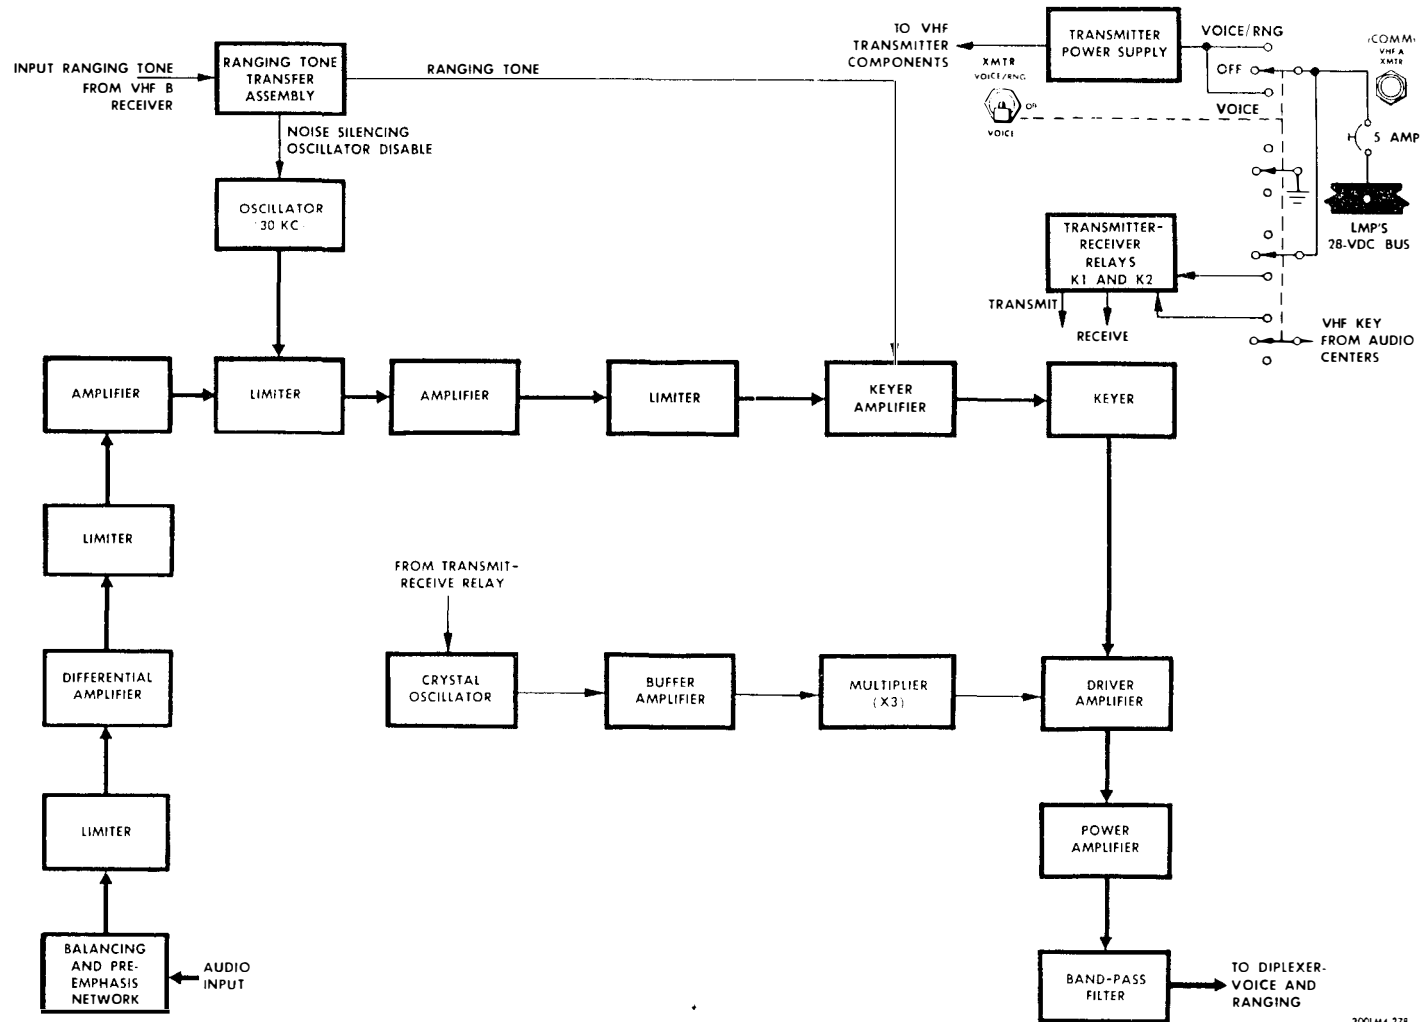 TO VHF
TRANSMITTER
COMPONENTS
TRANSMITTER
POWER SUPPLY
VOICE/RNG
OFF
VOICE
XMTR
VOICE/RNG
VOICE
VHF A
XMTR
5 AMP
LMP'S
28-VDC BUS
INPUT RANGING TONE
FROM VHF B
RECEIVER
RANGING TONE
TRANSFER
ASSEMBLY
RANGING TONE
NOISE SILENCING
OSCILLATOR DISABLE
OSCILLATOR
30 KC
TRANSMITTER-
RECEIVER
RELAYS
K1 AND K2
TRANSMIT
RECEIVE
VHF KEY
FROM AUDIO
CENTERS
AMPLIFIER
LIMITER
AMPLIFIER
LIMITER
KEYER
AMPLIFIER
KEYER
LIMITER
FROM TRANSMIT-
RECEIVE RELAY
DIFFERENTIAL
AMPLIFIER
CRYSTAL
OSCILLATOR
BUFFER
AMPLIFIER
MULTIPLIER
(X3)
DRIVER
AMPLIFIER
LIMITER
POWER
AMPLIFIER
BALANCING
AND PRE-
EMPHASIS
NETWORK
AUDIO
INPUT
BAND-PASS
FILTER
TO DIPLEXER-
VOICE AND
RANGING